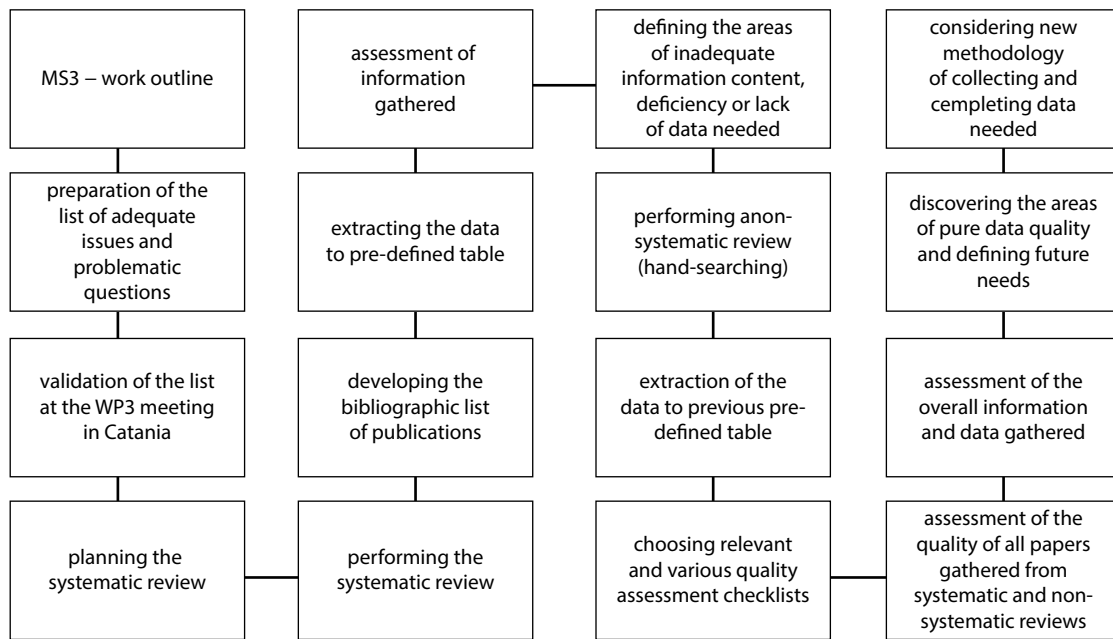 MS3 – work outline
preparation of the
list of adequate
issues and
problematic
questions
validation of the list
at the WP3 meeting
in Catania
planning the
systematic review
performing the
systematic review
developing the
bibliographic list
of publications
extracting the data
to pre-defined table
assessment of
information
gathered
defining the areas
of inadequate
information content,
deficiency or lack
of data needed
performing anon-
systematic review
(hand-searching)
extraction of the
data to previous pre-
defined table
choosing relevant
and various quality
assessment checklists
assessment of the
quality of all papers
gathered from
systematic and non-
systematic reviews
assessment of the
overall information
and data gathered
discovering the areas
of pure data quality
and defining future
needs
considering new
methodology
of collecting and
cempleting data
needed